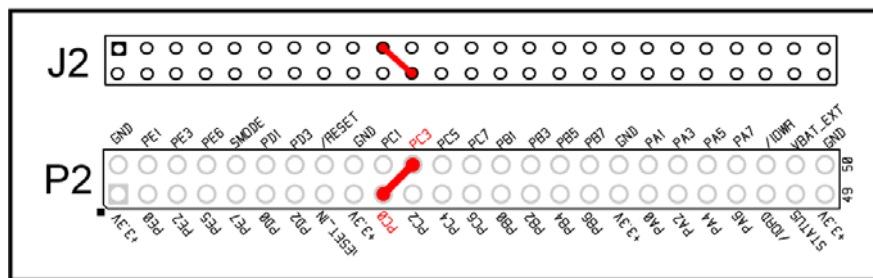 J2
GND PE1 PE3 PE6 SMODE PD1 PD3 /RESET GND PC1 PC3 PC5 PC7 PB1 PB3 PB5 PB7 GND PA1 PA3 PA5 PA7 /IOWR VBAT_EXT GND
P2
50
49
+3.3V PE0 PE2 PE5 PE7 PD0 PD2 +3.3V PC0 PC2 PC4 PC6 PB0 PB2 PB4 PB6 +3.3V PA0 PA2 PA4 PA6 /IORD STATUS +3.3V